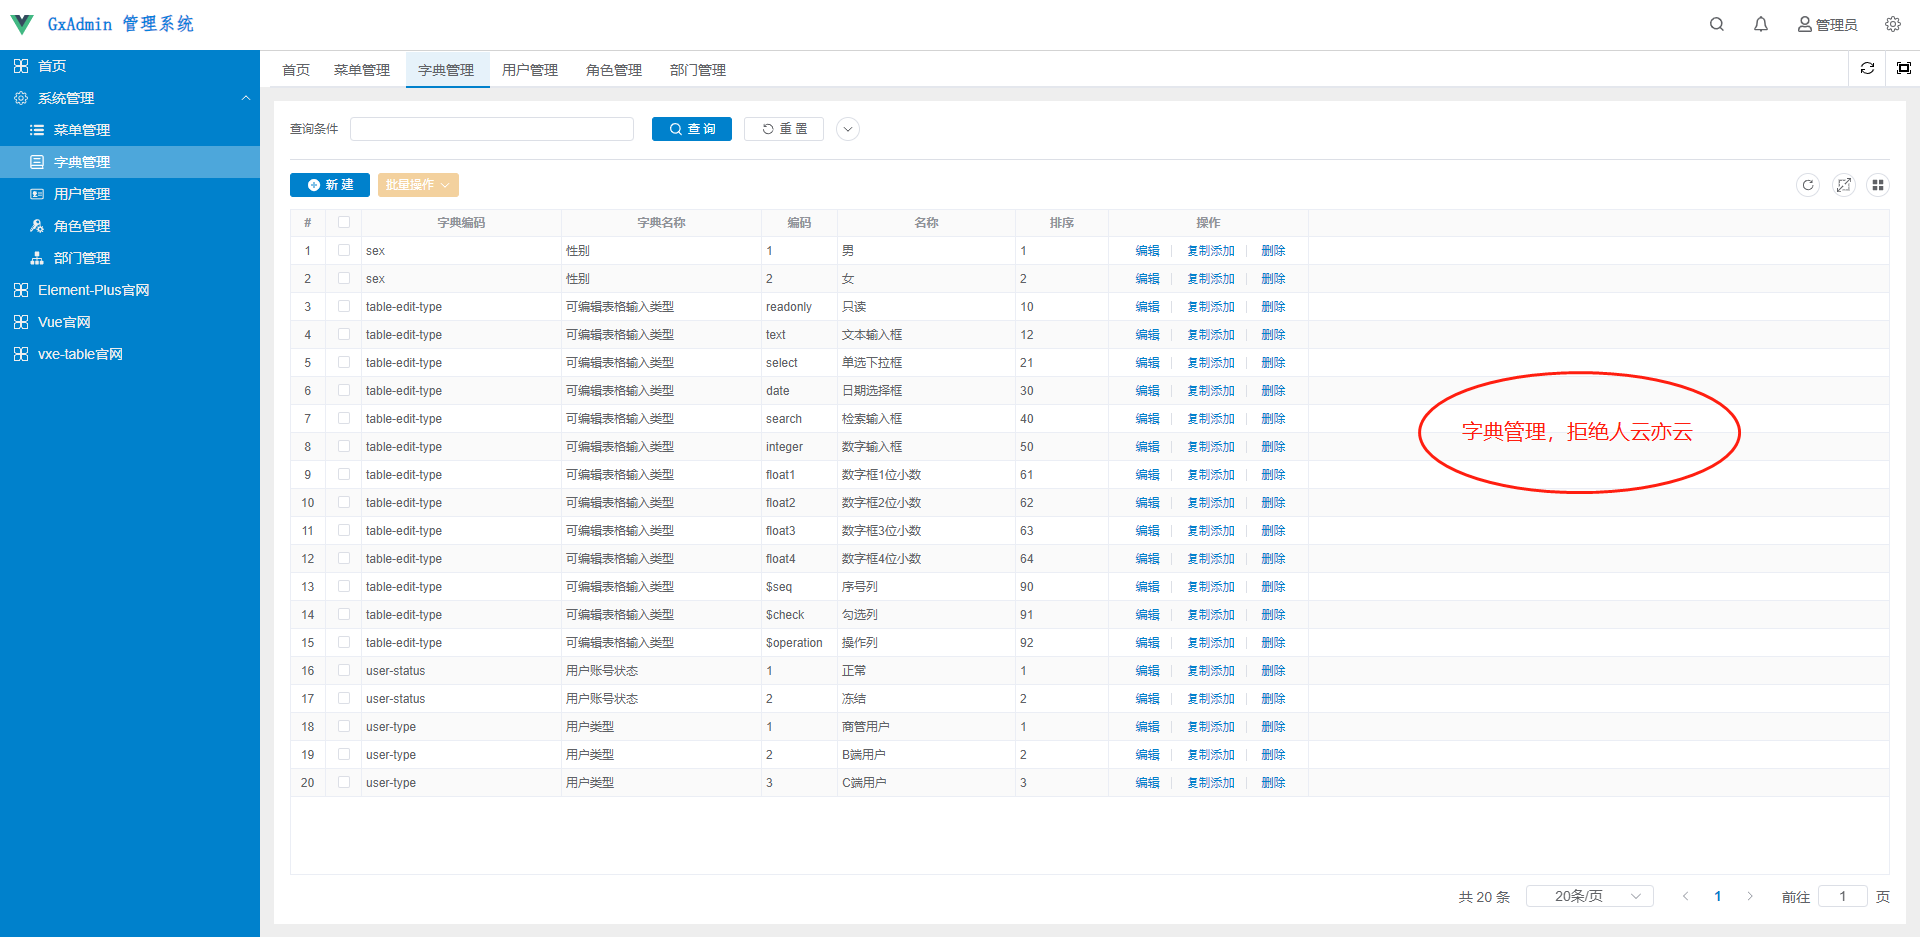 GxAdmin 管理系统
管理员
首页
系统管理
菜单管理
字典管理
用户管理
角色管理
部门管理
Element-Plus官网
Vue官网
vxe-table官网
首页 菜单管理 字典管理 用户管理 角色管理 部门管理
查询条件 查 询 重 置
新 建 批量操作
# 字典编码 字典名称 编码 名称 排序 操作
1 sex 性别 1 男 1 编辑 复制添加 删除
2 sex 性别 2 女 2 编辑 复制添加 删除
3 table-edit-type 可编辑表格输入类型 readonly 只读 10 编辑 复制添加 删除
4 table-edit-type 可编辑表格输入类型 text 文本输入框 12 编辑 复制添加 删除
5 table-edit-type 可编辑表格输入类型 select 单选下拉框 21 编辑 复制添加 删除
6 table-edit-type 可编辑表格输入类型 date 日期选择框 30 编辑 复制添加 删除
7 table-edit-type 可编辑表格输入类型 search 检索输入框 40 编辑 复制添加 删除
8 table-edit-type 可编辑表格输入类型 integer 数字输入框 50 编辑 复制添加 删除
9 table-edit-type 可编辑表格输入类型 float1 数字框1位小数 61 编辑 复制添加 删除
10 table-edit-type 可编辑表格输入类型 float2 数字框2位小数 62 编辑 复制添加 删除
11 table-edit-type 可编辑表格输入类型 float3 数字框3位小数 63 编辑 复制添加 删除
12 table-edit-type 可编辑表格输入类型 float4 数字框4位小数 64 编辑 复制添加 删除
13 table-edit-type 可编辑表格输入类型 $seq 序号列 90 编辑 复制添加 删除
14 table-edit-type 可编辑表格输入类型 $check 勾选列 91 编辑 复制添加 删除
15 table-edit-type 可编辑表格输入类型 $operation 操作列 92 编辑 复制添加 删除
16 user-status 用户账号状态 1 正常 1 编辑 复制添加 删除
17 user-status 用户账号状态 2 冻结 2 编辑 复制添加 删除
18 user-type 用户类型 1 商管用户 1 编辑 复制添加 删除
19 user-type 用户类型 2 B端用户 2 编辑 复制添加 删除
20 user-type 用户类型 3 C端用户 3 编辑 复制添加 删除
字典管理，拒绝人云亦云
共 20 条 20条/页 1 前往 1 页